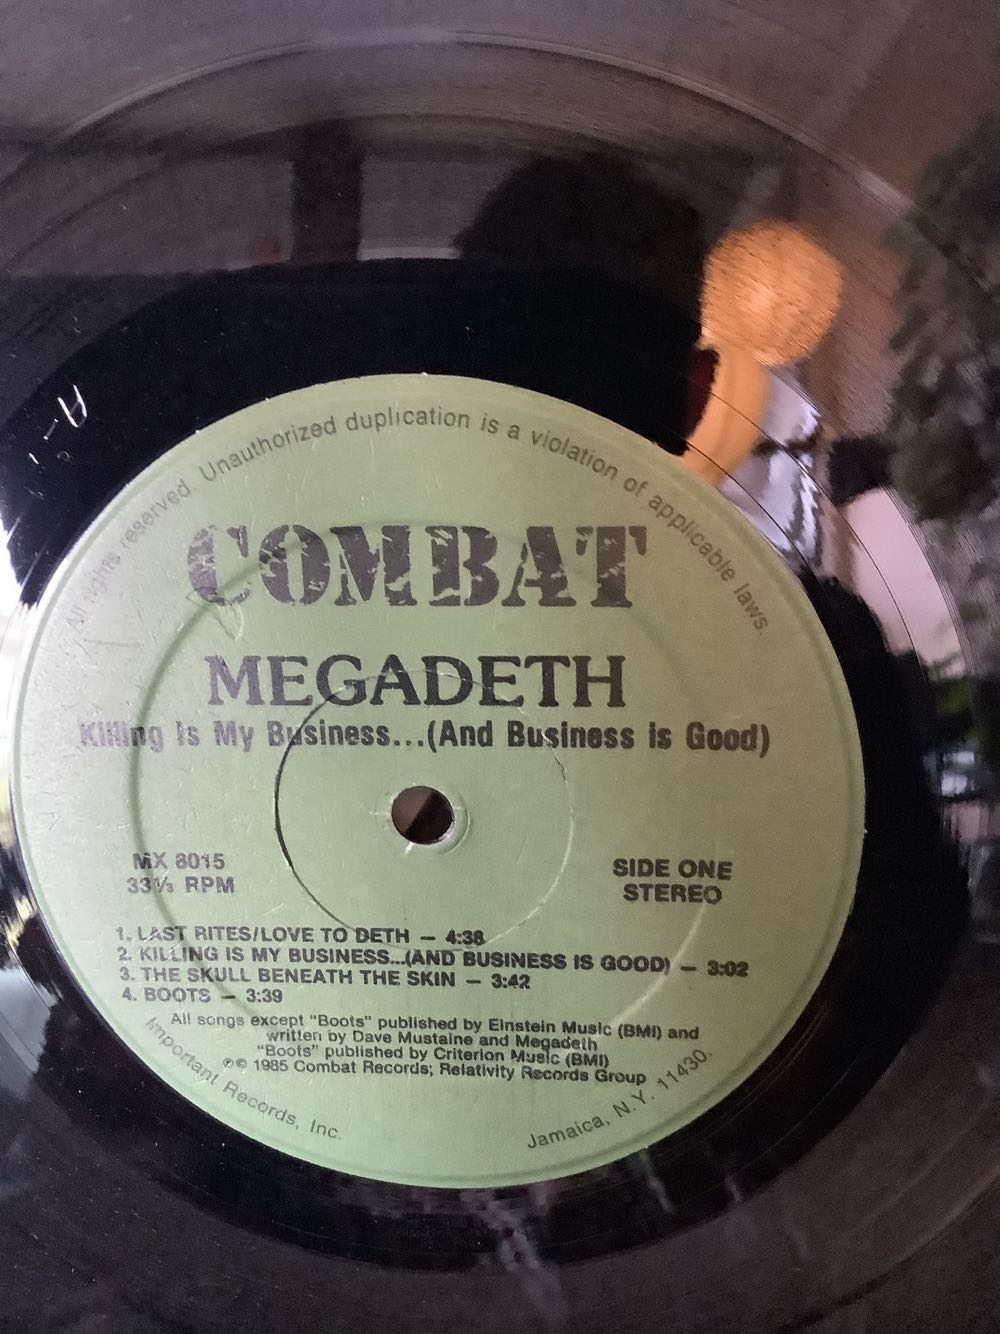 All rights reserved. Unauthorized duplication is a violation of applicable laws.
COMBAT
MEGADETH
Killing Is My Business...(And Business is Good)
MX 8015
33⅓ RPM
SIDE ONE
STEREO
1. LAST RITES/LOVE TO DETH — 4:38
2. KILLING IS MY BUSINESS...(AND BUSINESS IS GOOD) — 3:02
3. THE SKULL BENEATH THE SKIN — 3:42
4. BOOTS — 3:39
All songs except "Boots" published by Einstein Music (BMI) and
written by Dave Mustaine and Megadeth
"Boots" published by Criterion Music (BMI)
℗© 1985 Combat Records; Relativity Records Group
Important Records, Inc.
Jamaica, N.Y. 11430.